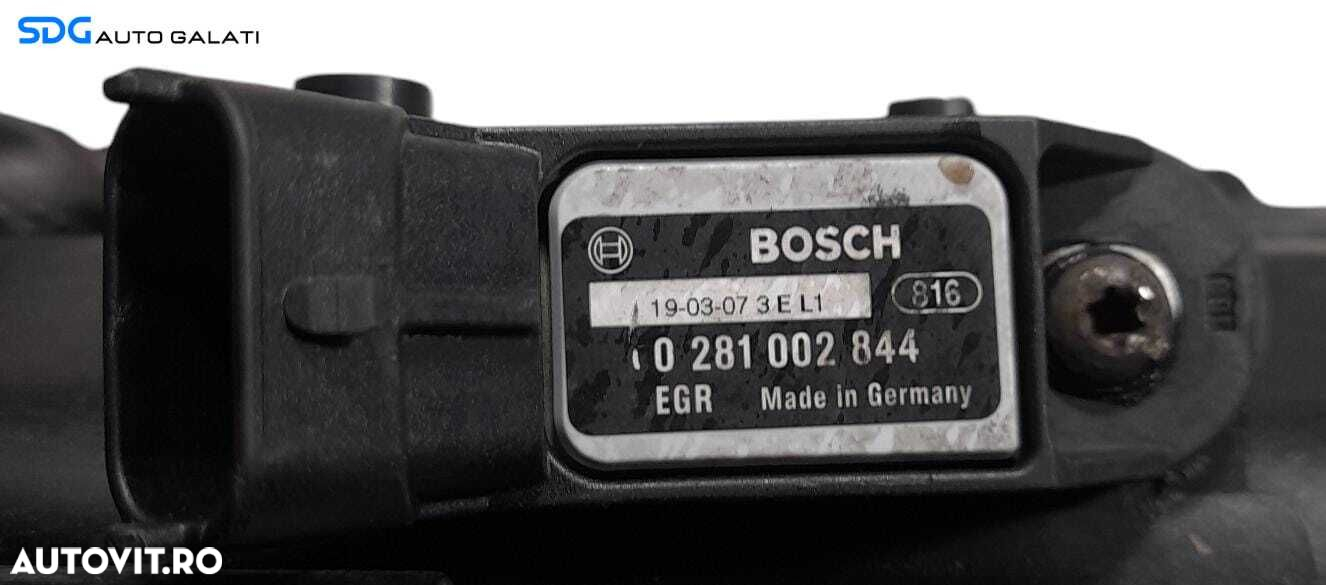 SDG AUTO GALATI
BOSCH
19-03-07 3 E L1
816
0 281 002 844
EGR Made in Germany
AUTOVIT.RO